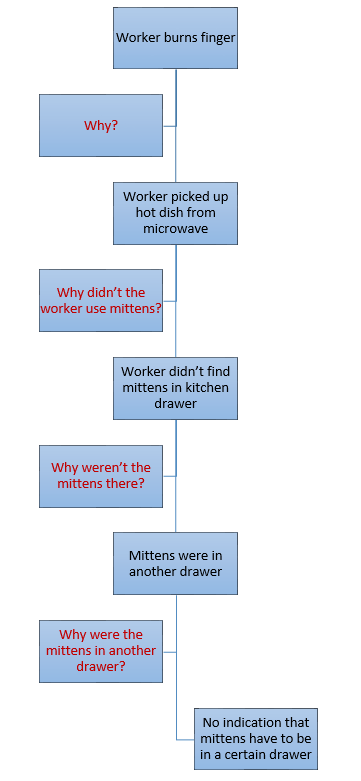 Worker burns finger
Why?
Worker picked up
hot dish from
microwave
Why didn’t the
worker use mittens?
Worker didn’t find
mittens in kitchen
drawer
Why weren’t the
mittens there?
Mittens were in
another drawer
Why were the
mittens in another
drawer?
No indication that
mittens have to be
in a certain drawer